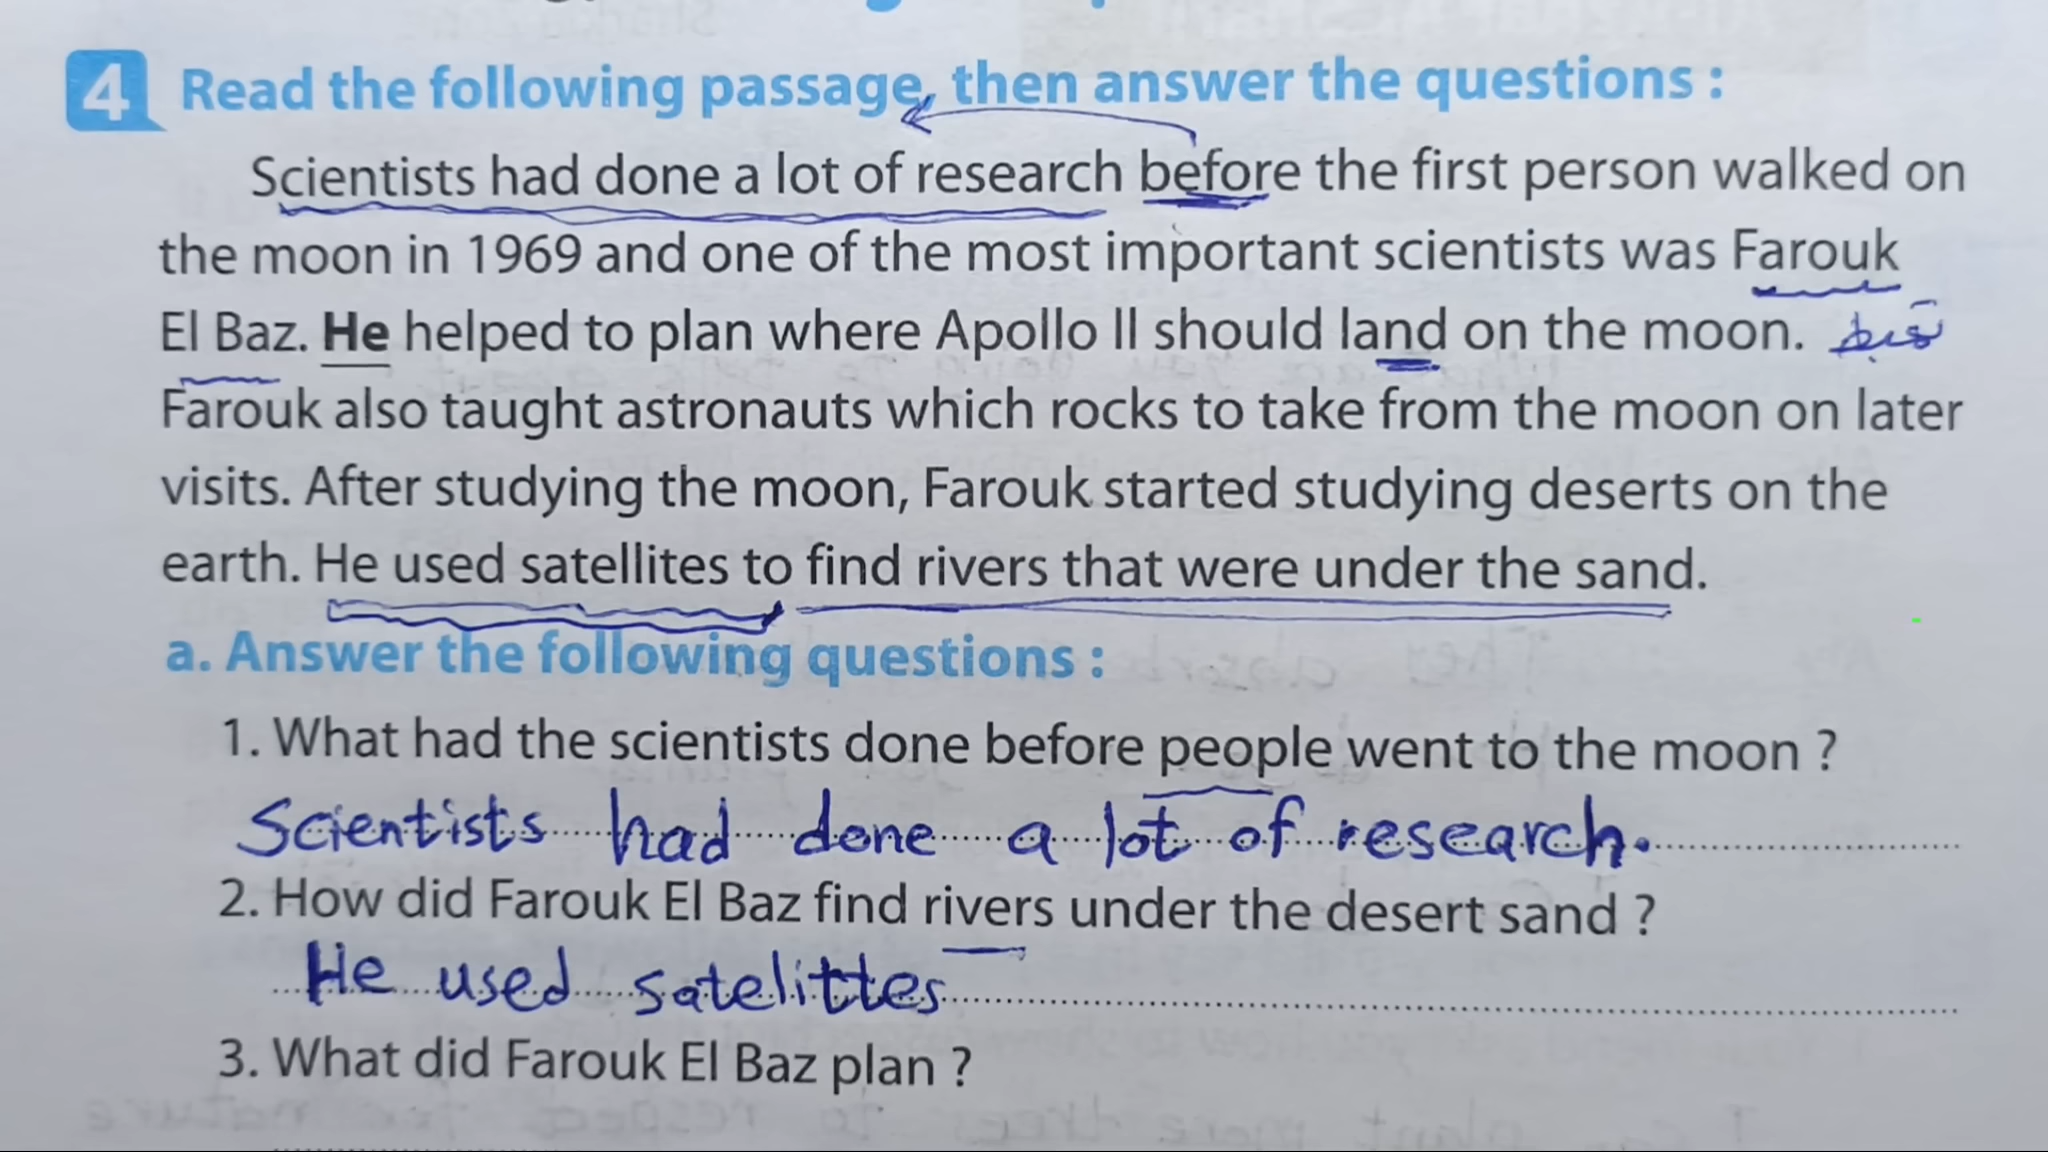 4 Read the following passage, then answer the questions :
Scientists had done a lot of research before the first person walked on
the moon in 1969 and one of the most important scientists was Farouk
El Baz. He helped to plan where Apollo II should land on the moon.
Farouk also taught astronauts which rocks to take from the moon on later
visits. After studying the moon, Farouk started studying deserts on the
earth. He used satellites to find rivers that were under the sand.
a. Answer the following questions :
1. What had the scientists done before people went to the moon ?
Scientists had done a lot of research.
2. How did Farouk El Baz find rivers under the desert sand ?
He used satelittes
3. What did Farouk El Baz plan ?